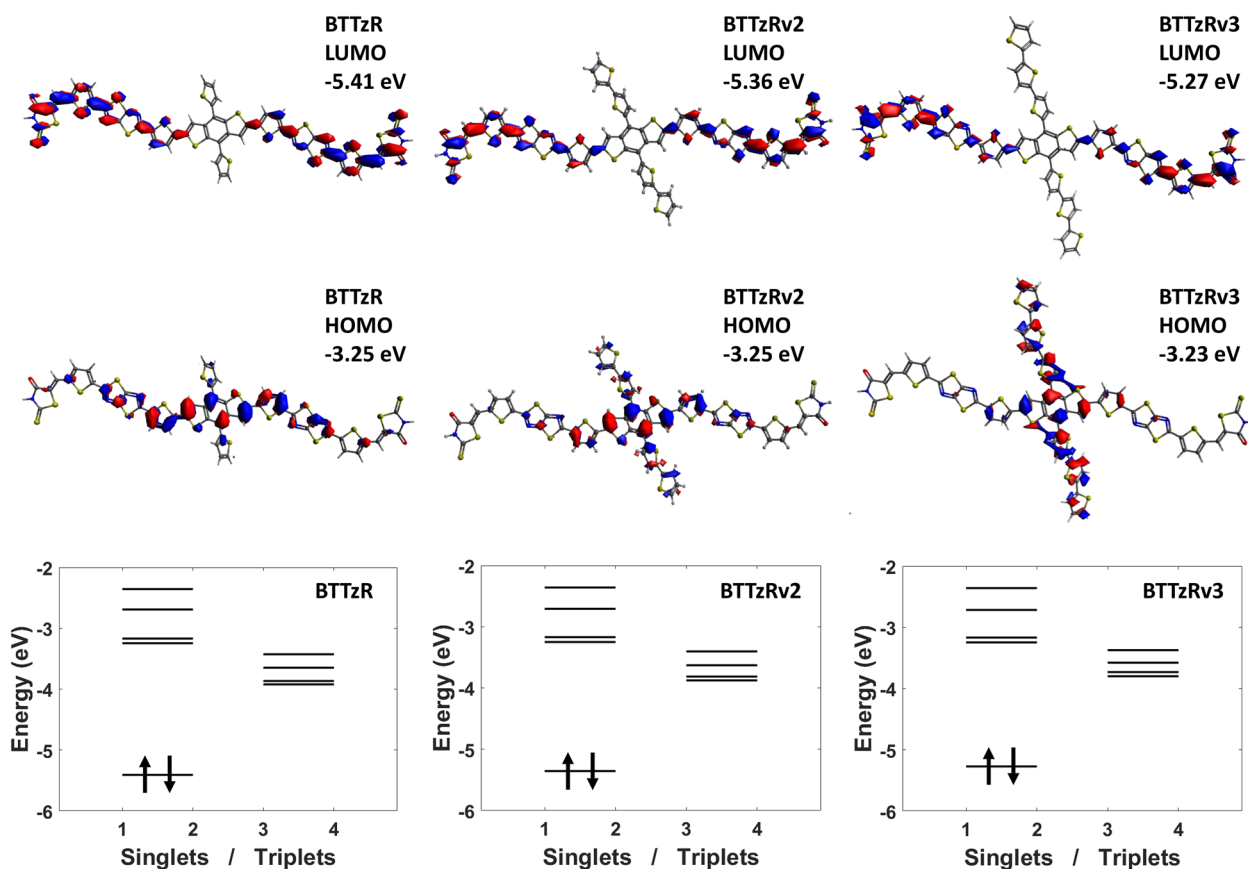 BTTzR
LUMO
-5.41 eV
BTTzRv2
LUMO
-5.36 eV
BTTzRv3
LUMO
-5.27 eV
BTTzR
HOMO
-3.25 eV
BTTzRv2
HOMO
-3.25 eV
BTTzRv3
HOMO
-3.23 eV
BTTzR
Energy (eV)
-2
-3
-4
-5
-6
1 2 3 4
Singlets / Triplets
BTTzRv2
Energy (eV)
-2
-3
-4
-5
-6
1 2 3 4
Singlets / Triplets
BTTzRv3
Energy (eV)
-2
-3
-4
-5
-6
1 2 3 4
Singlets / Triplets